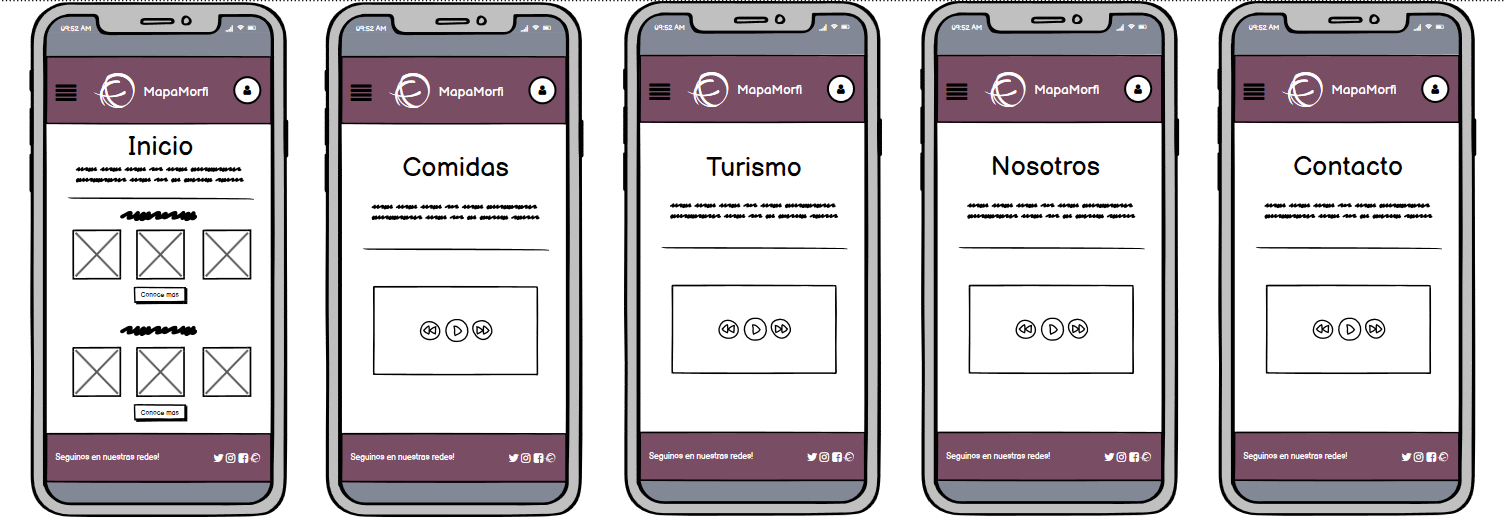 09:52 AM
MapaMorfi
Inicio
Conoce mas
Conoce mas
Seguinos en nuestras redes!
09:52 AM
MapaMorfi
Comidas
Seguinos en nuestras redes!
09:52 AM
MapaMorfi
Turismo
Seguinos en nuestras redes!
09:52 AM
MapaMorfi
Nosotros
Seguinos en nuestras redes!
09:52 AM
MapaMorfi
Contacto
Seguinos en nuestras redes!